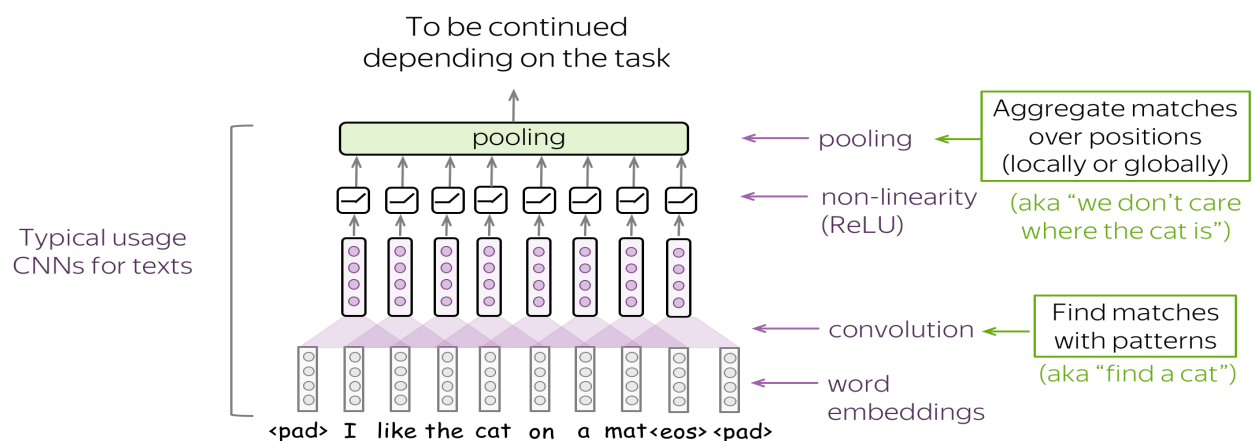 To be continued
depending on the task
pooling
pooling
Aggregate matches
over positions
(locally or globally)
(aka “we don’t care
where the cat is”)
non-linearity
(ReLU)
Typical usage
CNNs for texts
convolution
Find matches
with patterns
(aka “find a cat”)
word
embeddings
<pad> I like the cat on a mat <eos> <pad>